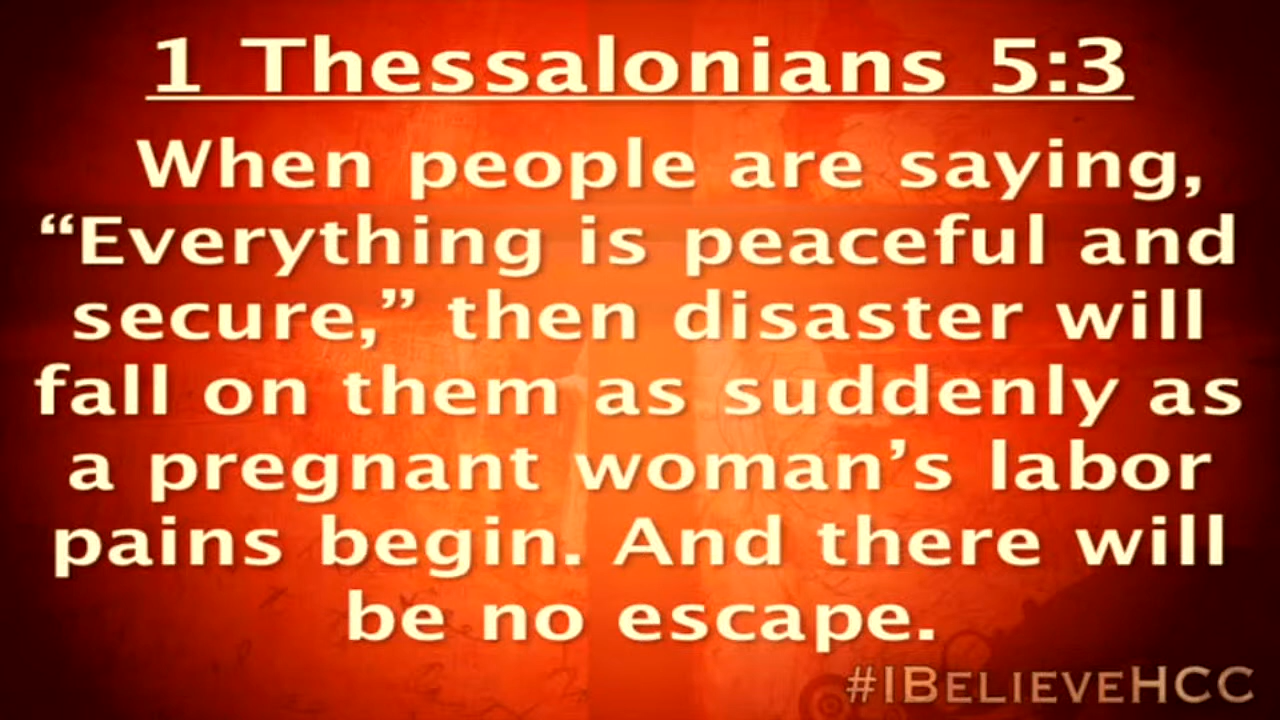 1 Thessalonians 5:3
When people are saying,
“Everything is peaceful and
secure,” then disaster will
fall on them as suddenly as
a pregnant woman’s labor
pains begin. And there will
be no escape.
#IBELIEVEHCC